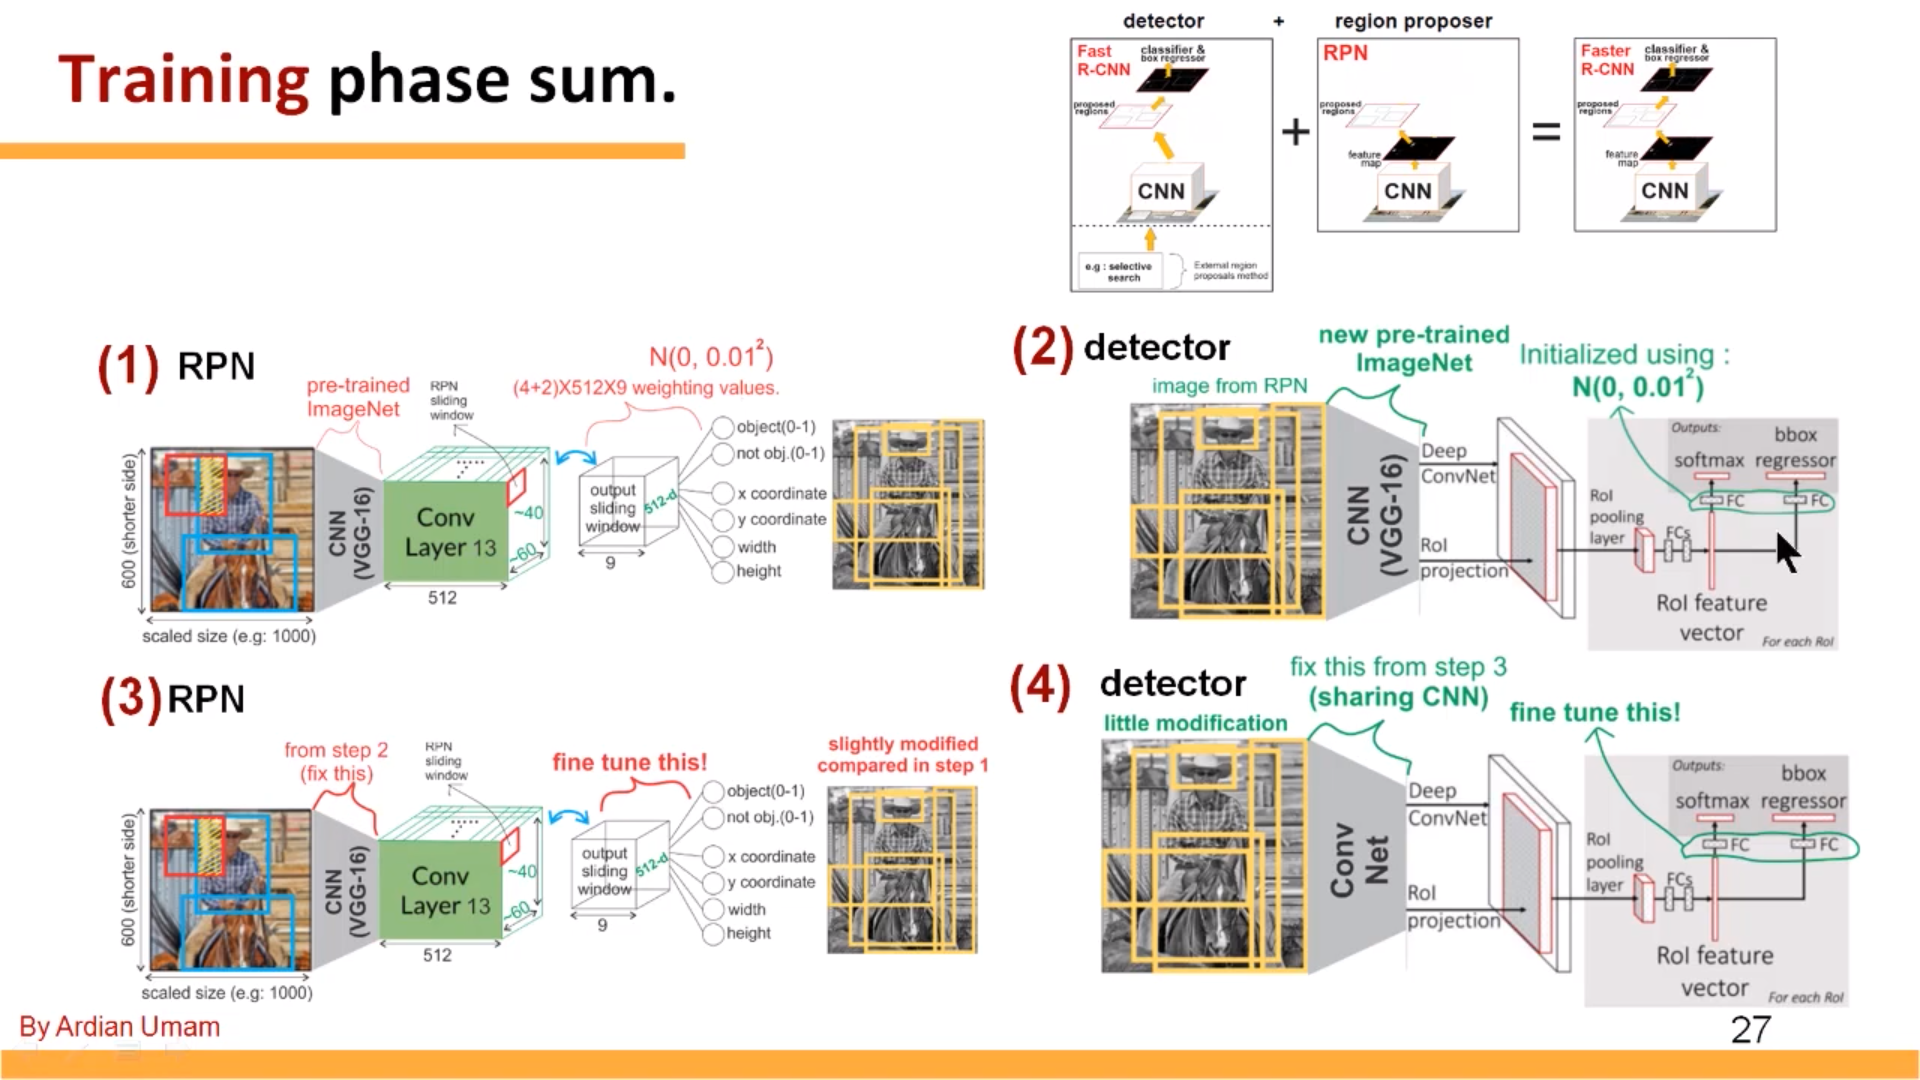 Training phase sum.
detector + region proposer
Fast
R-CNN
classifier &
box regressor
proposed
regions
CNN
e.g : selective
search
External region
proposals method
+
RPN
proposed
regions
feature
map
CNN
=
Faster
R-CNN
classifier &
box regressor
proposed
regions
feature
map
CNN
(1) RPN
N(0, 0.01²)
(4+2)X512X9 weighting values.
pre-trained
ImageNet
RPN
sliding
window
600 (shorter side)
scaled size (e.g: 1000)
CNN
(VGG-16)
Conv
Layer 13
512
~40
~60
output
sliding
window
512-d
9
object(0-1)
not obj.(0-1)
x coordinate
y coordinate
width
height
(2) detector
new pre-trained
ImageNet
Initialized using :
N(0, 0.01²)
image from RPN
CNN
(VGG-16)
Deep
ConvNet
RoI
projection
RoI
pooling
layer
FCs
Outputs:
softmax
bbox
regressor
FC
FC
RoI feature
vector
For each RoI
(3) RPN
from step 2
(fix this)
RPN
sliding
window
fine tune this!
slightly modified
compared in step 1
600 (shorter side)
scaled size (e.g: 1000)
CNN
(VGG-16)
Conv
Layer 13
512
~40
~60
output
sliding
window
512-d
9
object(0-1)
not obj.(0-1)
x coordinate
y coordinate
width
height
(4) detector
fix this from step 3
(sharing CNN)
little modification
fine tune this!
Conv
Net
Deep
ConvNet
RoI
projection
RoI
pooling
layer
FCs
Outputs:
softmax
bbox
regressor
FC
FC
RoI feature
vector
For each RoI
By Ardian Umam
27